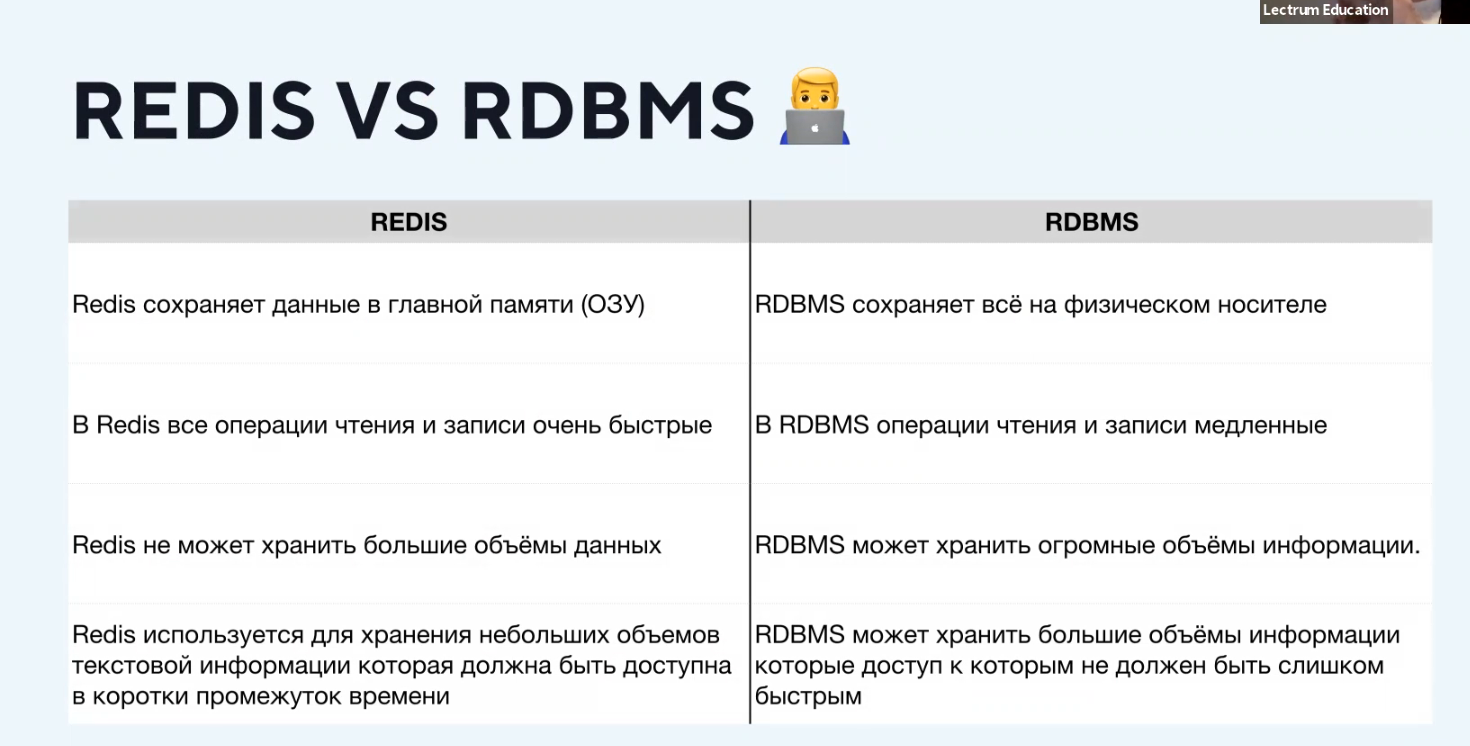 Lectrum Education
REDIS VS RDBMS
REDIS
RDBMS
Redis сохраняет данные в главной памяти (ОЗУ)
RDBMS сохраняет всё на физическом носителе
В Redis все операции чтения и записи очень быстрые
В RDBMS операции чтения и записи медленные
Redis не может хранить большие объёмы данных
RDBMS может хранить огромные объёмы информации.
Redis используется для хранения небольших объемов
текстовой информации которая должна быть доступна
в коротки промежуток времени
RDBMS может хранить большие объёмы информации
которые доступ к которым не должен быть слишком
быстрым